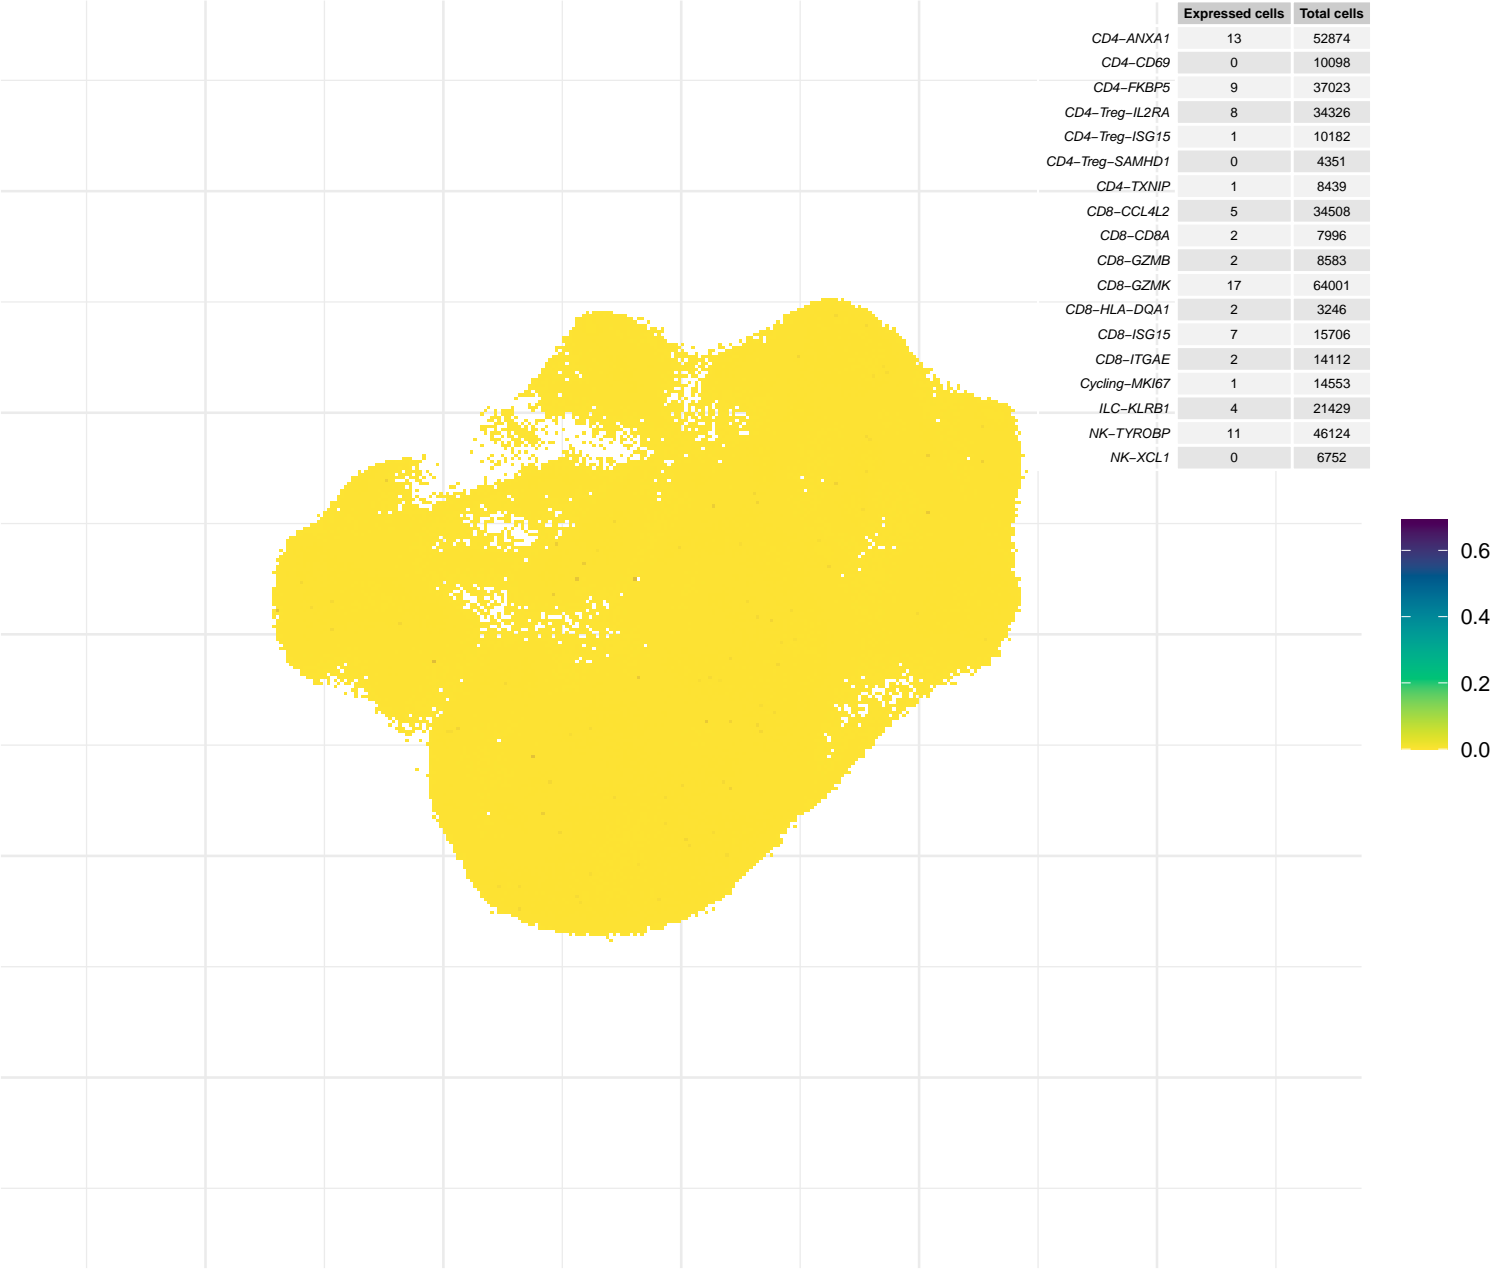 Expressed cells Total cells
CD4−ANXA1 13 52874
CD4−CD69 0 10098
CD4−FKBP5 9 37023
CD4−Treg−IL2RA 8 34326
CD4−Treg−ISG15 1 10182
CD4−Treg−SAMHD1 0 4351
CD4−TXNIP 1 8439
CD8−CCL4L2 5 34508
CD8−CD8A 2 7996
CD8−GZMB 2 8583
CD8−GZMK 17 64001
CD8−HLA−DQA1 2 3246
CD8−ISG15 7 15706
CD8−ITGAE 2 14112
Cycling−MKI67 1 14553
ILC−KLRB1 4 21429
NK−TYROBP 11 46124
NK−XCL1 0 6752
0.6
0.4
0.2
0.0